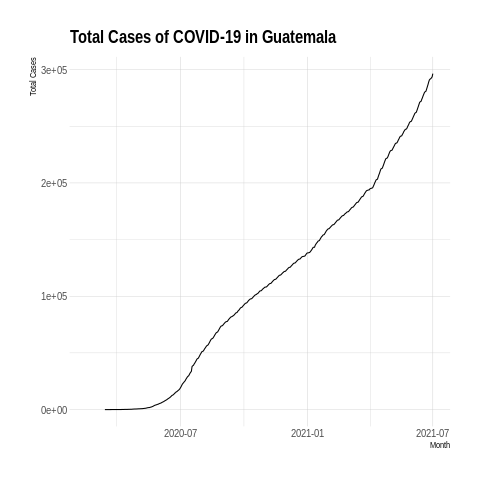 Total Cases of COVID-19 in Guatemala
Total Cases
3e+05
2e+05
1e+05
0e+00
2020-07
2021-01
2021-07
Month